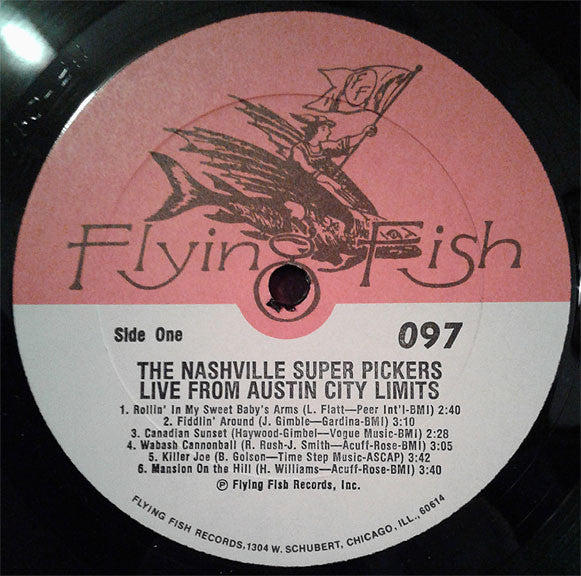 FF
Flying Fish
Side One
097
THE NASHVILLE SUPER PICKERS
LIVE FROM AUSTIN CITY LIMITS
1. Rollin' In My Sweet Baby's Arms (L. Flatt—Peer Int'l-BMI) 2:40
2. Fiddlin' Around (J. Gimble—Gardina-BMI) 3:10
3. Canadian Sunset (Haywood-Gimbel—Vogue Music-BMI) 2:28
4. Wabash Cannonball (R. Rush-J. Smith—Acuff-Rose-BMI) 3:05
5. Killer Joe (B. Golson—Time Step Music-ASCAP) 3:42
6. Mansion On the Hill (H. Williams—Acuff-Rose-BMI) 3:40
℗ Flying Fish Records, Inc.
FLYING FISH RECORDS, 1304 W. SCHUBERT, CHICAGO, ILL., 60614